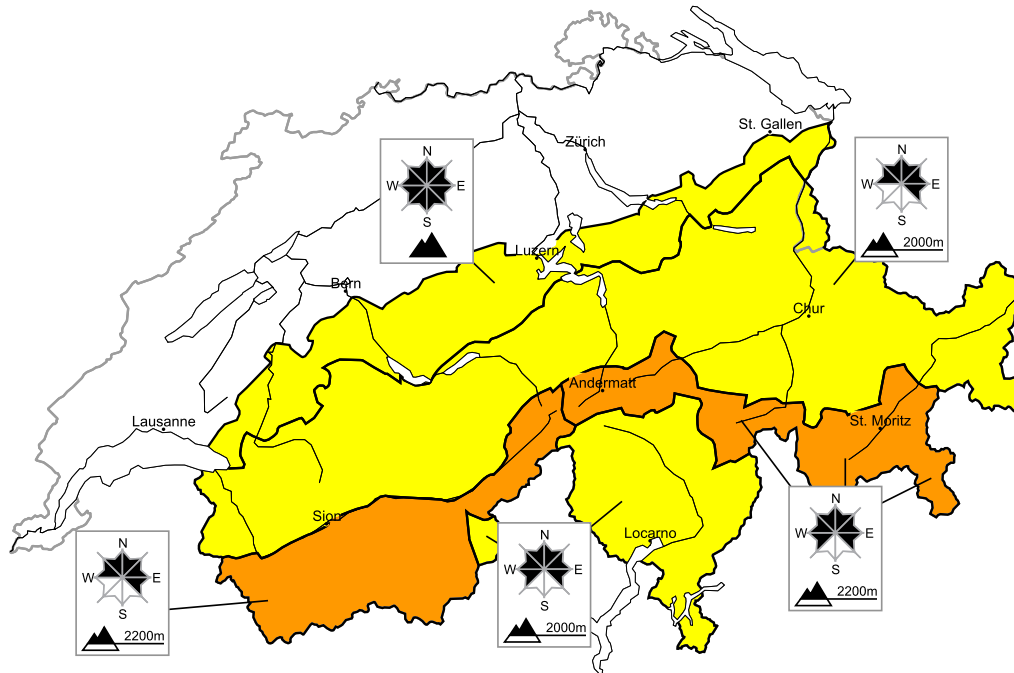 St. Gallen
Zürich
N
W E
S
N
W E
S
2000m
Luzern
Bern
Chur
Andermatt
Lausanne
St. Moritz
Sion
Locarno
N
W E
S
2200m
N
W E
S
2000m
N
W E
S
2200m